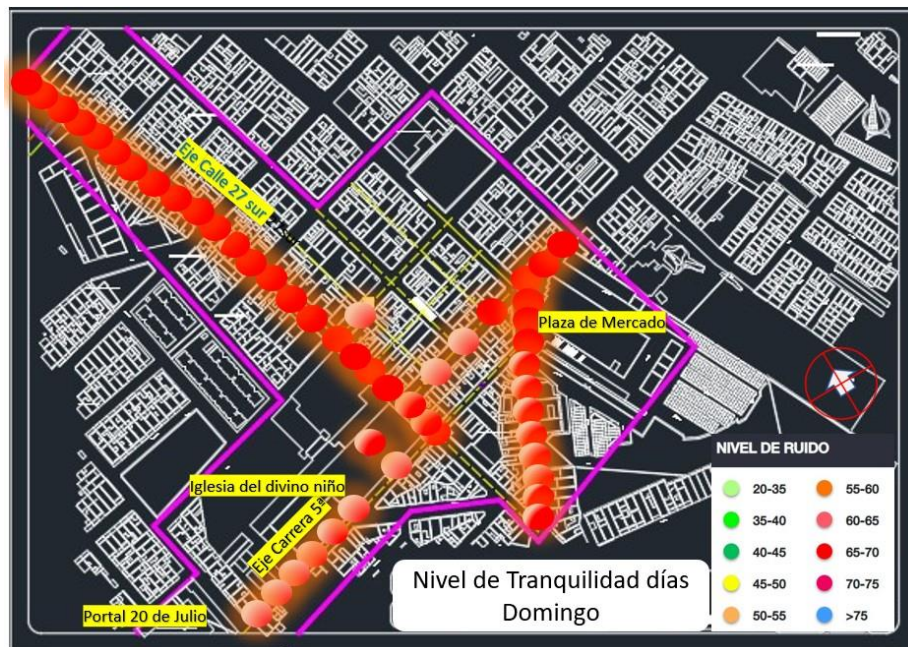 Eje Calle 27 sur
Plaza de Mercado
Iglesia del divino niño
Eje Carrera 5ª
Portal 20 de Julio
Nivel de Tranquilidad días
Domingo
NIVEL DE RUIDO
20-35
55-60
35-40
60-65
40-45
65-70
45-50
70-75
50-55
>75